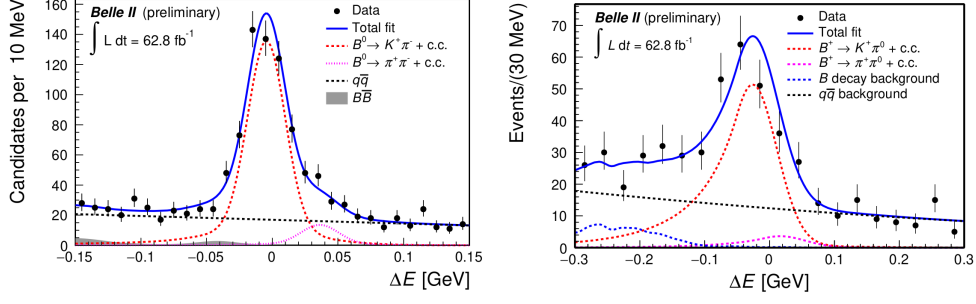 Candidates per 10 MeV
Belle II (preliminary)
∫ L dt = 62.8 fb⁻¹
Data
Total fit
B⁰→ K⁺π⁻ + c.c.
B⁰→ π⁺π⁻ + c.c.
qq̅
BB̅
160
140
120
100
80
60
40
20
0
−0.15 −0.1 −0.05 0 0.05 0.1 0.15
ΔE [GeV]
Events/(30 MeV)
Belle II (preliminary)
∫ L dt = 62.8 fb⁻¹
Data
Total fit
B⁺→ K⁺π⁰ + c.c.
B⁺→ π⁺π⁰ + c.c.
B decay background
qq̅ background
70
60
50
40
30
20
10
0
−0.3 −0.2 −0.1 0 0.1 0.2 0.3
ΔE [GeV]